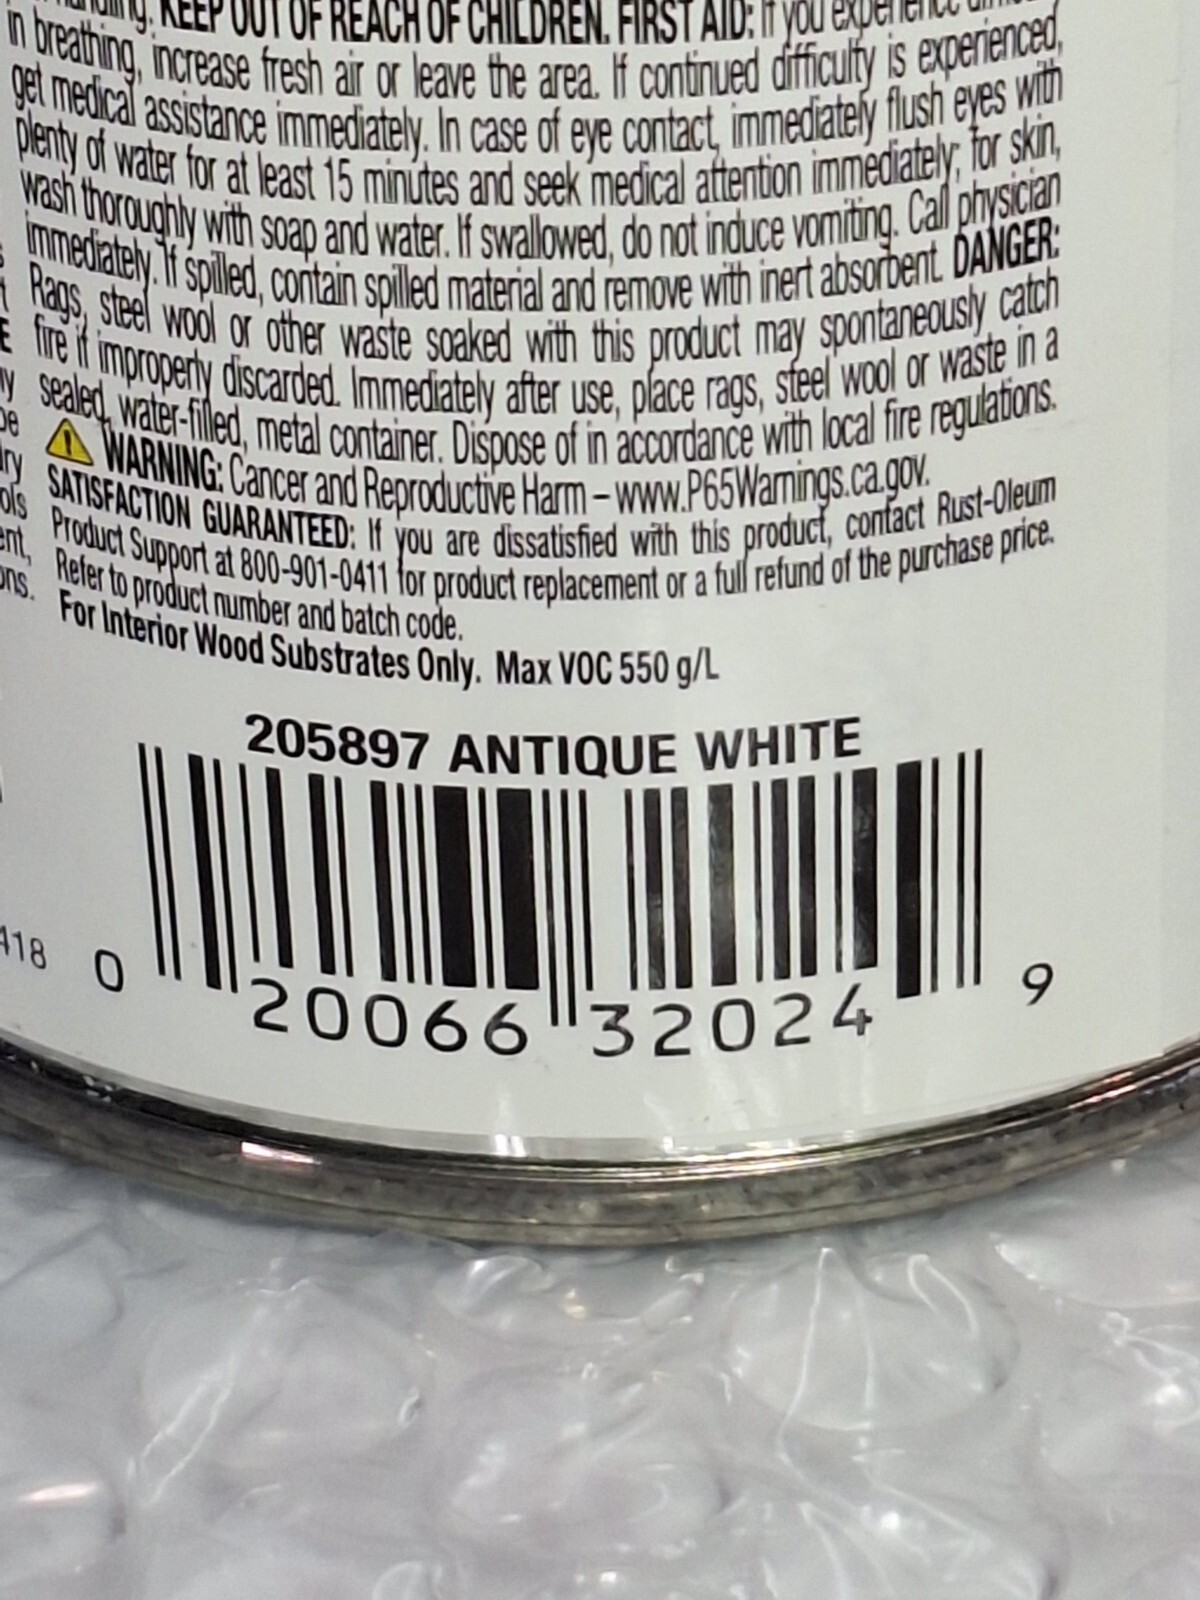 KEEP OUT OF REACH OF CHILDREN. FIRST AID: If you experience
in breathing, increase fresh air or leave the area. If continued difficulty is experienced,
get medical assistance immediately. In case of eye contact, immediately flush eyes with
plenty of water for at least 15 minutes and seek medical attention immediately; for skin,
wash thoroughly with soap and water. If swallowed, do not induce vomiting. Call physician
immediately. If spilled, contain spilled material and remove with inert absorbent. DANGER:
Rags, steel wool or other waste soaked with this product may spontaneously catch
fire if improperly discarded. Immediately after use, place rags, steel wool or waste in a
sealed, water-filled, metal container. Dispose of in accordance with local fire regulations.
WARNING: Cancer and Reproductive Harm – www.P65Warnings.ca.gov.
SATISFACTION GUARANTEED: If you are dissatisfied with this product, contact Rust-Oleum
Product Support at 800-901-0411 for product replacement or a full refund of the purchase price.
Refer to product number and batch code.
For Interior Wood Substrates Only. Max VOC 550 g/L
205897 ANTIQUE WHITE
418
0 20066 32024 9